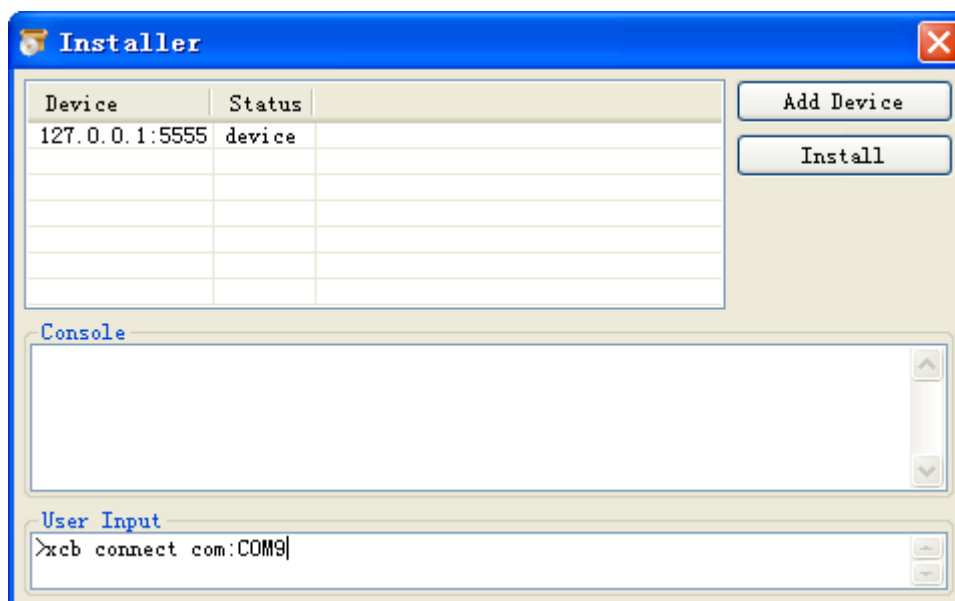 Installer
Device Status
127.0.0.1:5555 device
Add Device
Install
Console
User Input
>xcb connect com:COM9